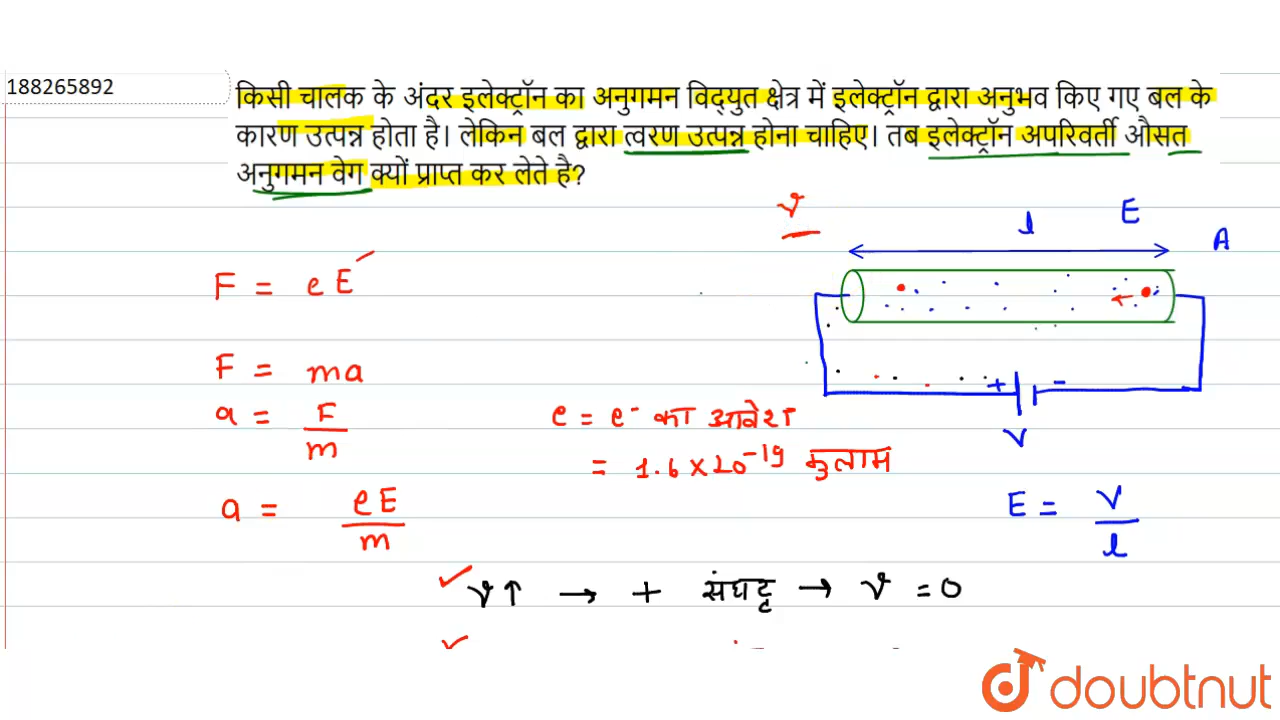 188265892
किसी चालक के अंदर इलेक्ट्रॉन का अनुगमन विद्युत क्षेत्र में इलेक्ट्रॉन द्वारा अनुभव किए गए बल के
कारण उत्पन्न होता है। लेकिन बल द्वारा त्वरण उत्पन्न होना चाहिए। तब इलेक्ट्रॉन अपरिवर्ती औसत
अनुगमन वेग क्यों प्राप्त कर लेते है?
v
l
E
A
F = eE
F = ma
a = F/m
+ -
V
e = e⁻ का आवेश
= 1.6 × 10⁻¹⁹ कुलाम
a = eE/m
E = V/l
v↑ → + संघट्ट → v = 0
doubtnut